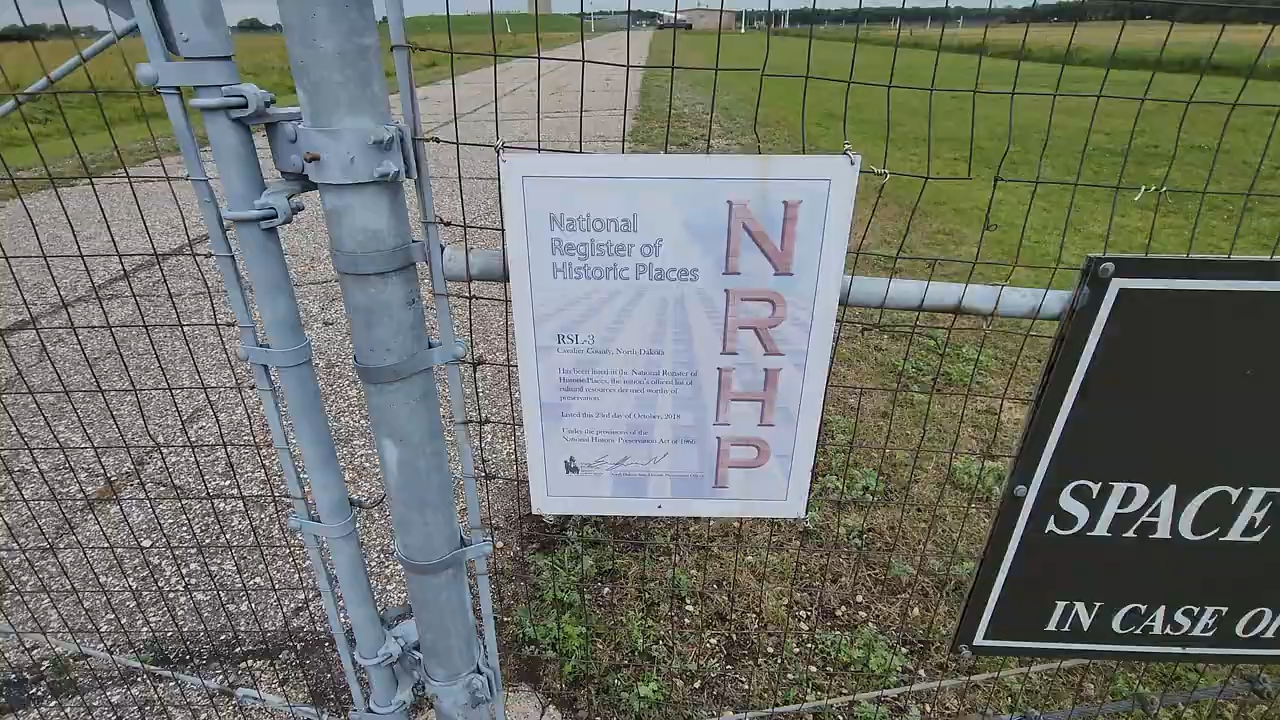 National
Register of
Historic Places
NRHP
RSL-3
Cavalier County, North Dakota
Has been listed in the National Register of
Historic Places, the nation's official list of
cultural resources deemed worthy of
preservation.
Listed this 23rd day of October, 2018
Under the provisions of the
National Historic Preservation Act of 1966
SPACE
IN CASE O